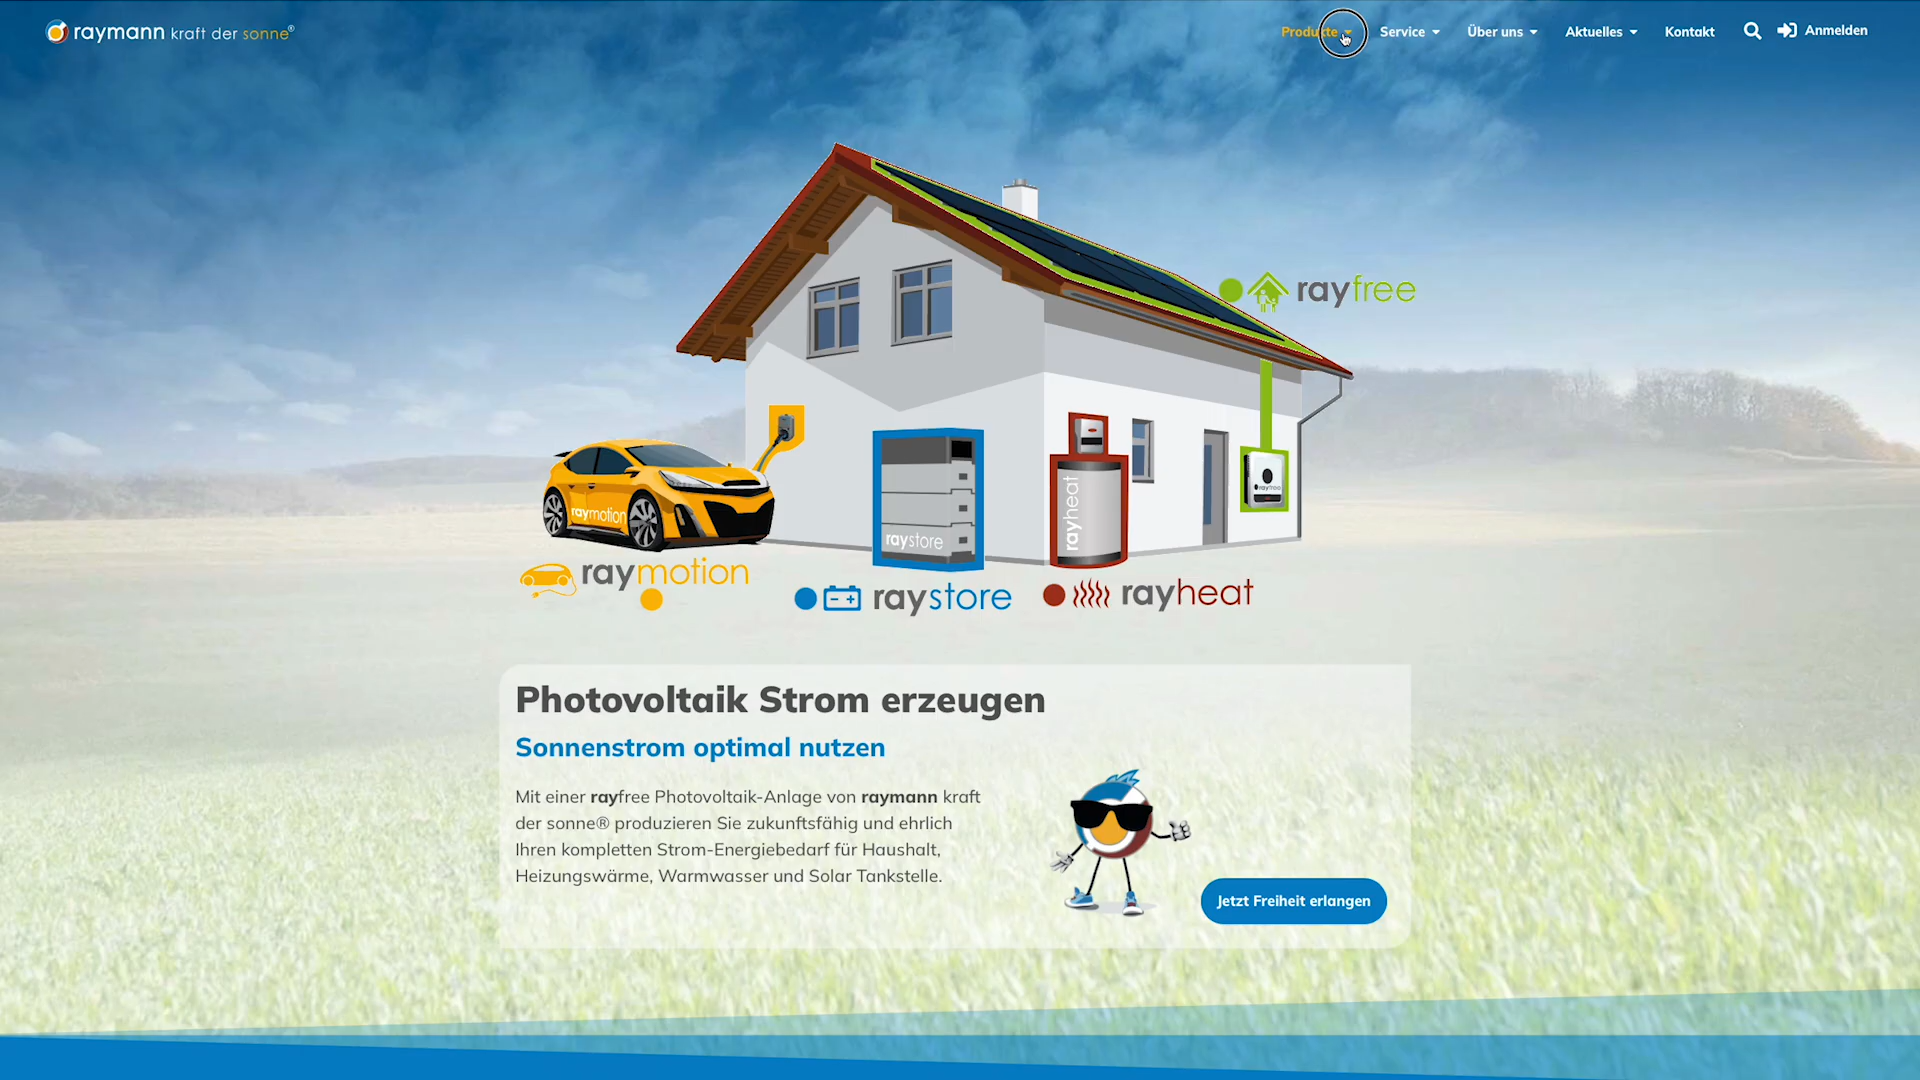 raymann kraft der sonne®
Produkte
Service
Über uns
Aktuelles
Kontakt
Anmelden
rayfree
rayfree
raymotion
raystore
rayheat
raymotion
raystore
rayheat
Photovoltaik Strom erzeugen
Sonnenstrom optimal nutzen
Mit einer rayfree Photovoltaik-Anlage von raymann kraft
der sonne® produzieren Sie zukunftsfähig und ehrlich
Ihren kompletten Strom-Energiebedarf für Haushalt,
Heizungswärme, Warmwasser und Solar Tankstelle.
Jetzt Freiheit erlangen